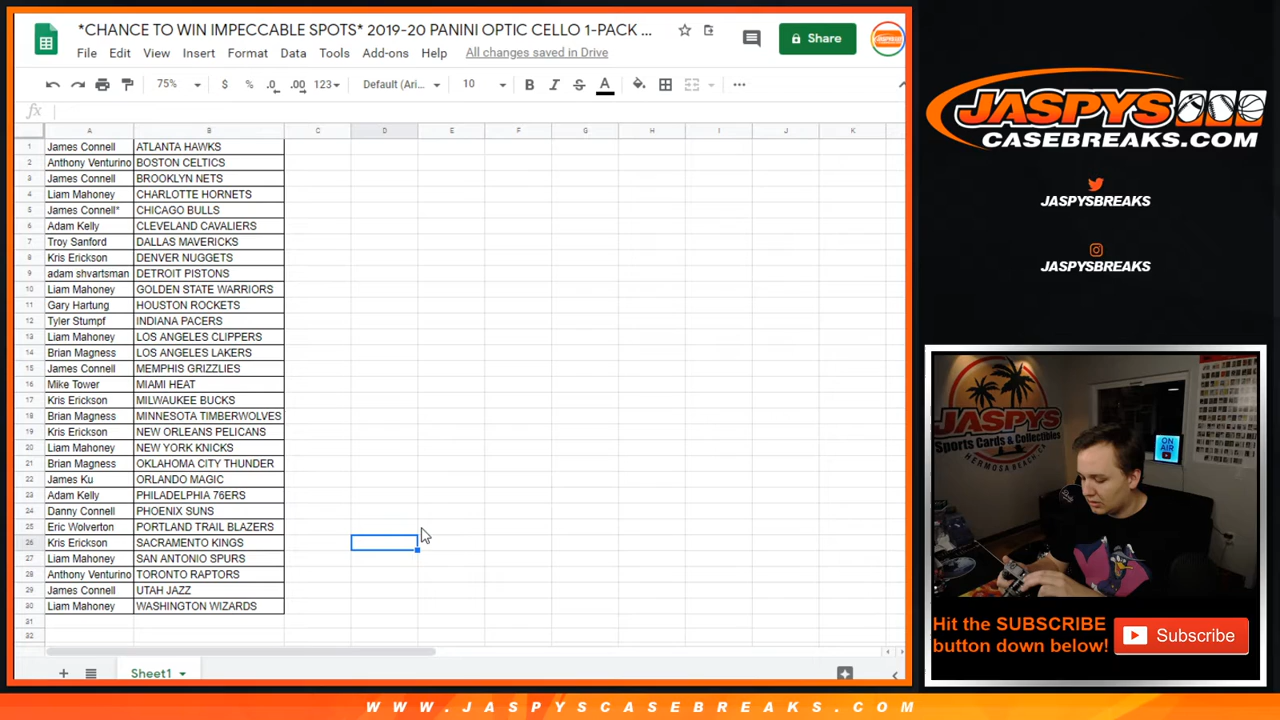 *CHANCE TO WIN IMPECCABLE SPOTS* 2019-20 PANINI OPTIC CELLO 1-PACK ...
Share
File Edit View Insert Format Data Tools Add-ons Help All changes saved in Drive
75% $ % .0 .00 123 Default (Ari... 10 B I S A ...
fx
A B C D E F G H I J K
1 James Connell ATLANTA HAWKS
2 Anthony Venturino BOSTON CELTICS
3 James Connell BROOKLYN NETS
4 Liam Mahoney CHARLOTTE HORNETS
5 James Connell* CHICAGO BULLS
6 Adam Kelly CLEVELAND CAVALIERS
7 Troy Sanford DALLAS MAVERICKS
8 Kris Erickson DENVER NUGGETS
9 adam shvartsman DETROIT PISTONS
10 Liam Mahoney GOLDEN STATE WARRIORS
11 Gary Hartung HOUSTON ROCKETS
12 Tyler Stumpf INDIANA PACERS
13 Liam Mahoney LOS ANGELES CLIPPERS
14 Brian Magness LOS ANGELES LAKERS
15 James Connell MEMPHIS GRIZZLIES
16 Mike Tower MIAMI HEAT
17 Kris Erickson MILWAUKEE BUCKS
18 Brian Magness MINNESOTA TIMBERWOLVES
19 Kris Erickson NEW ORLEANS PELICANS
20 Liam Mahoney NEW YORK KNICKS
21 Brian Magness OKLAHOMA CITY THUNDER
22 James Ku ORLANDO MAGIC
23 Adam Kelly PHILADELPHIA 76ERS
24 Danny Connell PHOENIX SUNS
25 Eric Wolverton PORTLAND TRAIL BLAZERS
26 Kris Erickson SACRAMENTO KINGS
27 Liam Mahoney SAN ANTONIO SPURS
28 Anthony Venturino TORONTO RAPTORS
29 James Connell UTAH JAZZ
30 Liam Mahoney WASHINGTON WIZARDS
31
32
Sheet1
JASPYS
CASEBREAKS.COM
JASPYSBREAKS
JASPYSBREAKS
JASPYS
Sports Cards & Collectibles
HERMOSA BEACH, CA
ON AIR
Hit the SUBSCRIBE
button down below!
Subscribe
WWW.JASPYSCASEBREAKS.COM